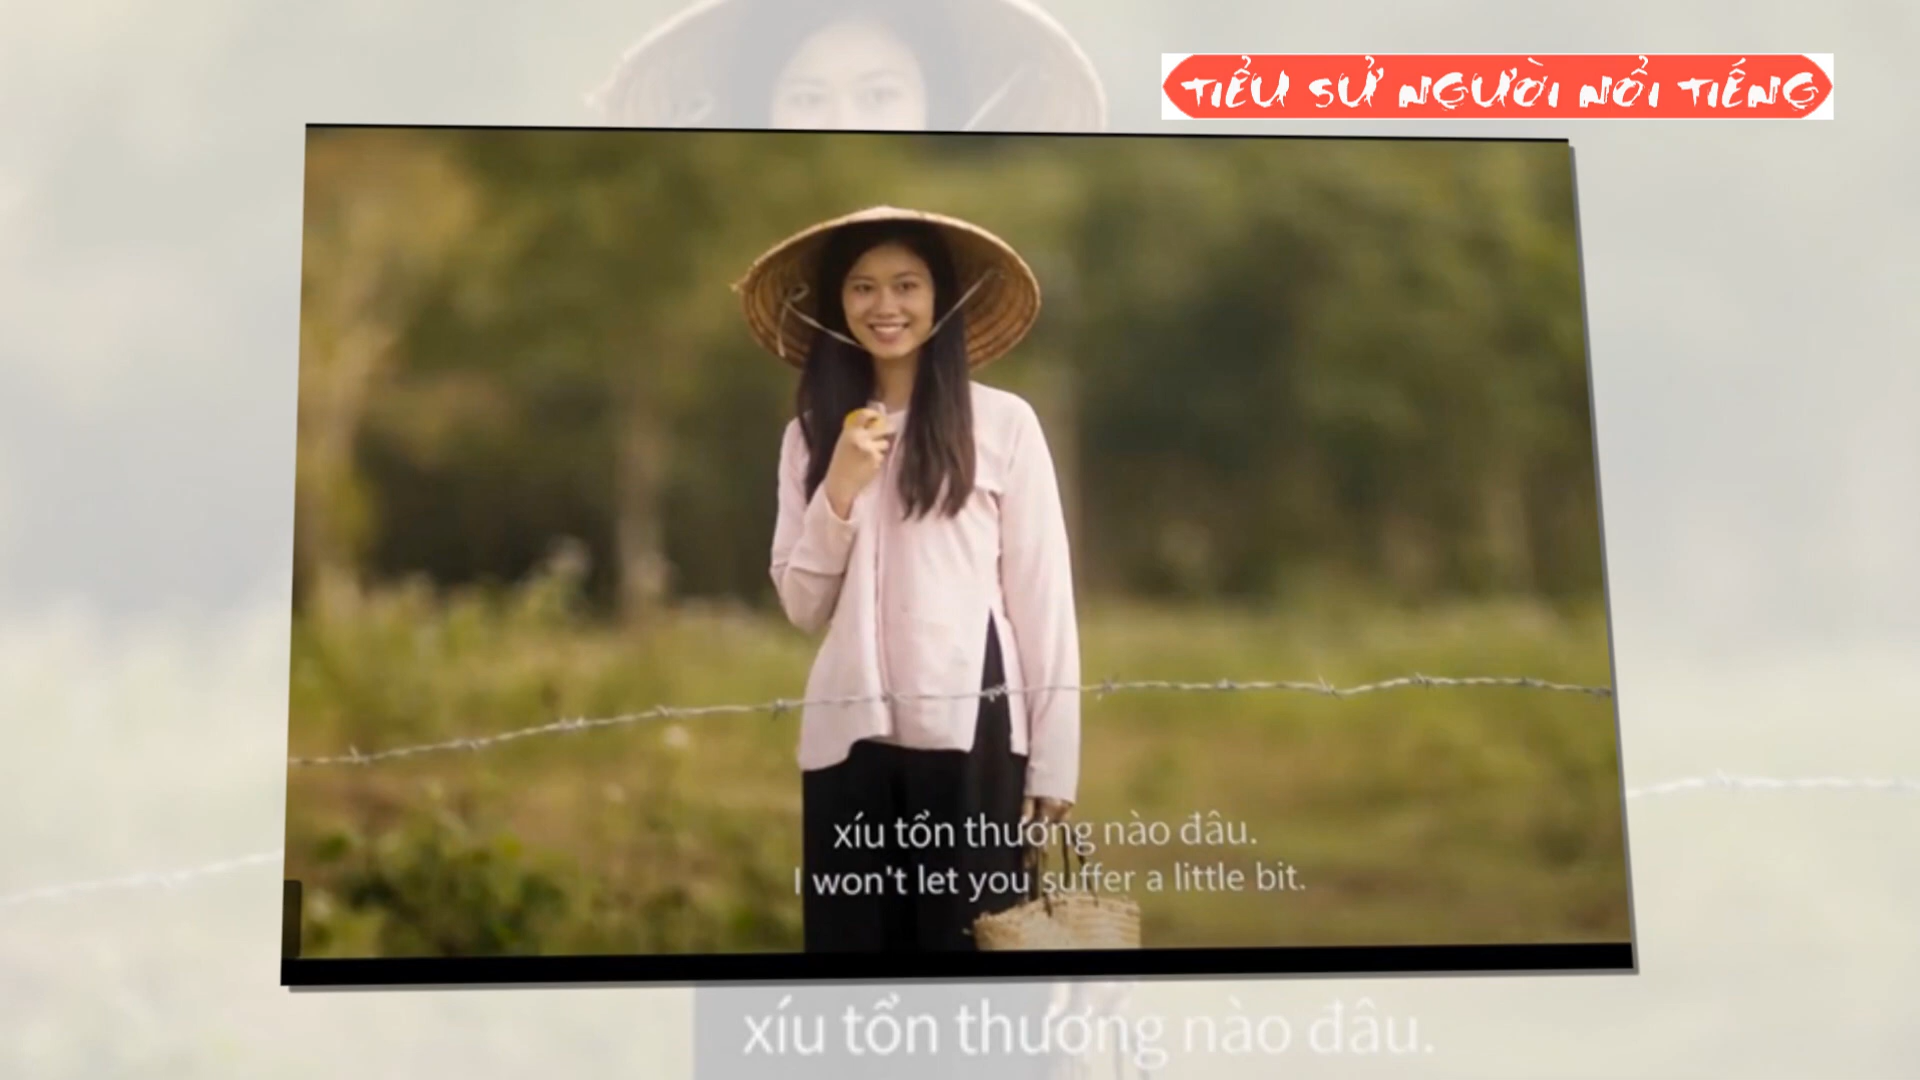 TIỂU SỬ NGƯỜI NỔI TIẾNG
xíu tổn thương nào đâu.
I won't let you suffer a little bit.
xíu tổn thương nào đâu.